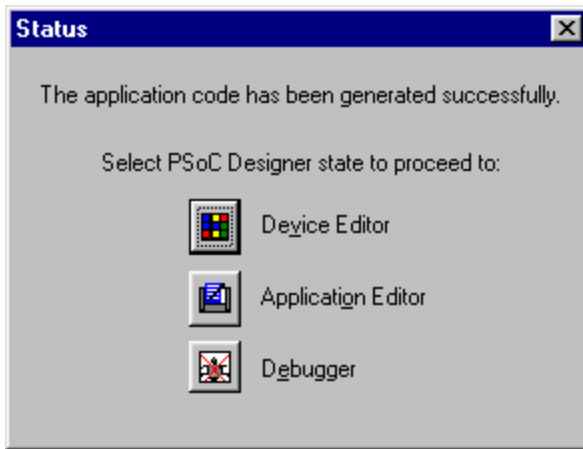 Status
The application code has been generated successfully.
Select PSoC Designer state to proceed to:
Device Editor
Application Editor
Debugger